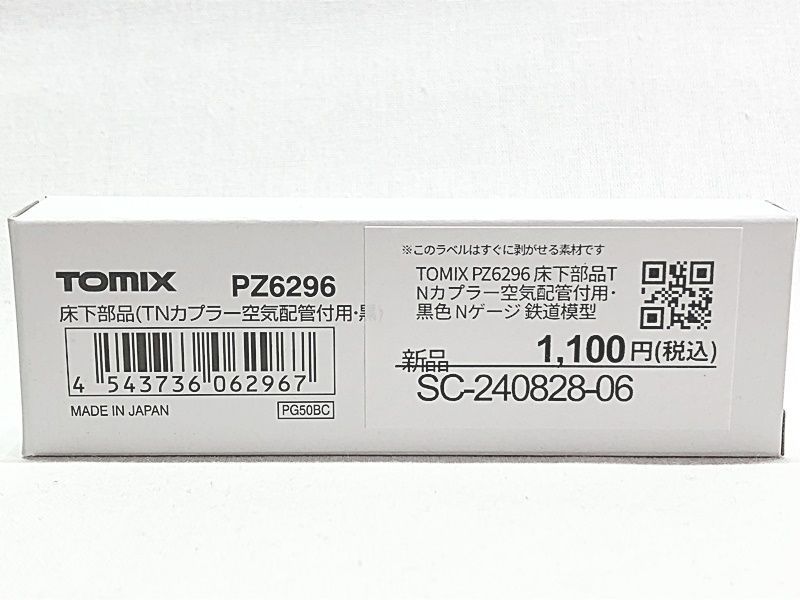 TOMIX PZ6296
床下部品(TNカプラー空気配管付用・黒)
4 543736 062967
MADE IN JAPAN PG50BC
※このラベルはすぐに剥がせる素材です
TOMIX PZ6296 床下部品T
Nカプラー空気配管付用・
黒色 Nゲージ 鉄道模型
新品 1,100円(税込)
SC-240828-06